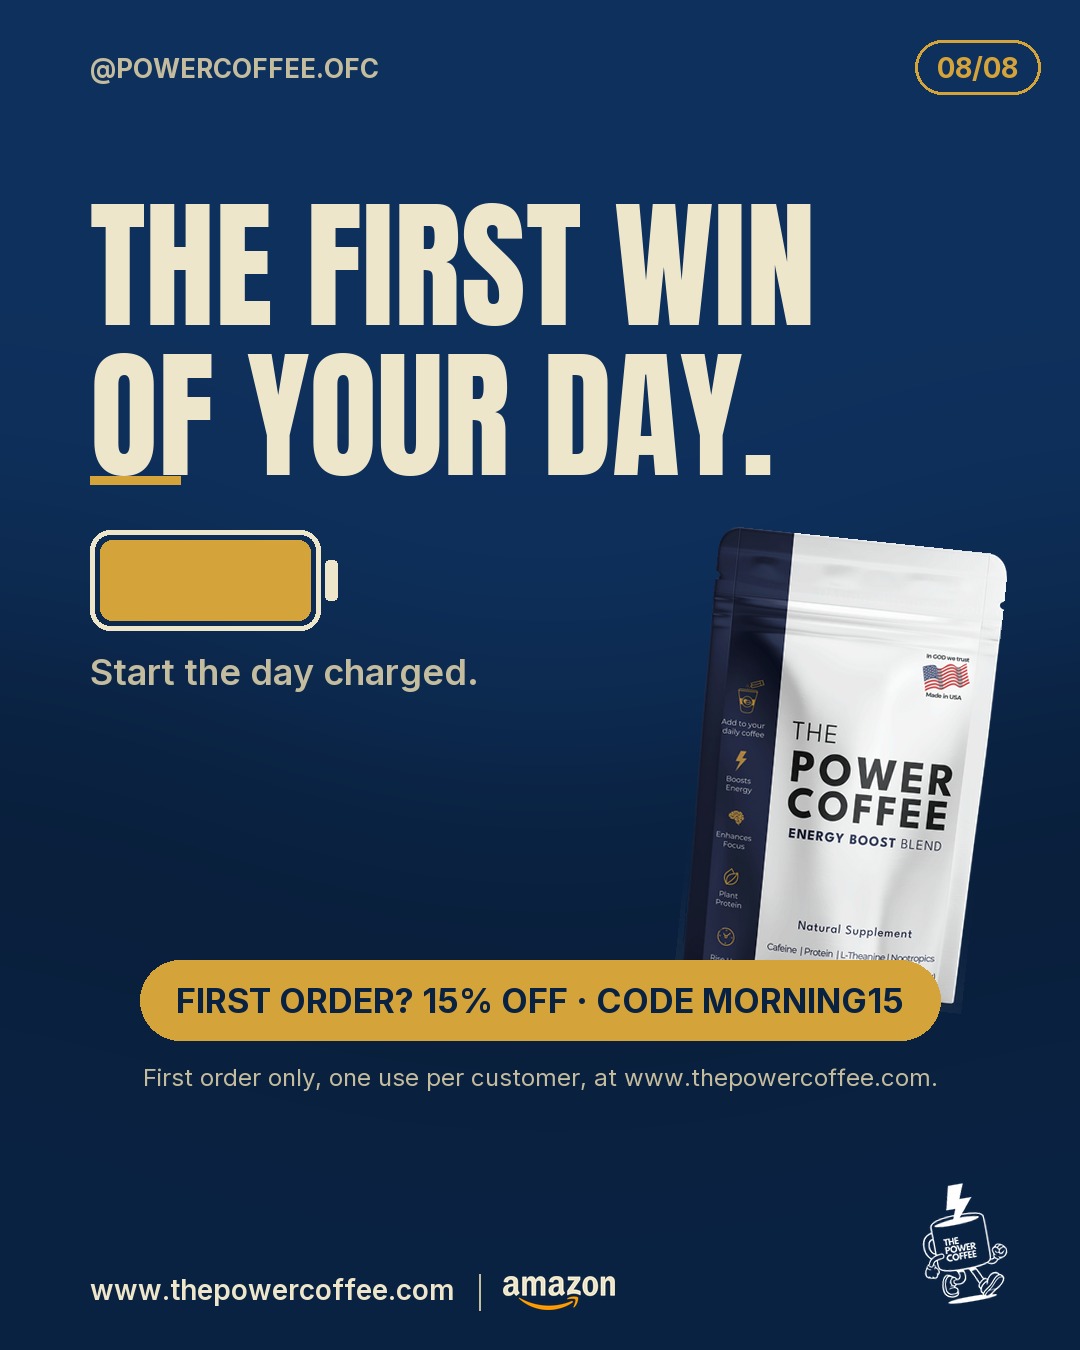 @POWERCOFFEE.OFC
08/08
THE FIRST WIN
OF YOUR DAY.
Start the day charged.
In GOD we trust
Made in USA
Add to your
daily coffee
Boosts
Energy
Enhances
Focus
Plant
Protein
THE
POWER
COFFEE
ENERGY BOOST BLEND
Natural Supplement
Cafeine | Protein | L-Theanine | Nootropics
FIRST ORDER? 15% OFF · CODE MORNING15
First order only, one use per customer, at www.thepowercoffee.com.
THE
POWER
COFFEE
www.thepowercoffee.com
amazon